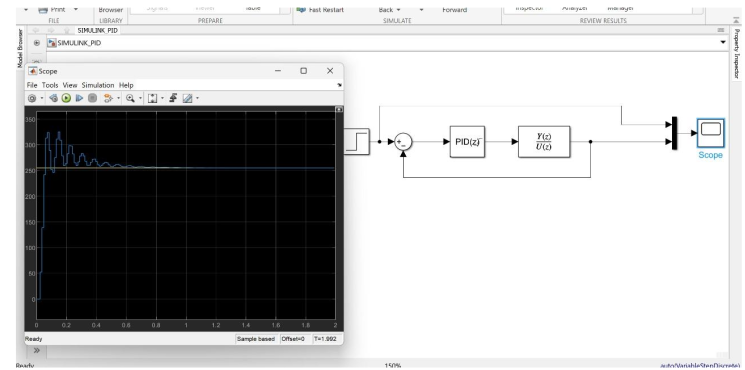 Print
Browser
Table
Fast Restart
Back
Forward
Inspector
Analyzer
Manager
FILE
LIBRARY
PREPARE
SIMULATE
REVIEW RESULTS
SIMULINK_PID
SIMULINK_PID
Model Browser
Property Inspector
Scope
File Tools View Simulation Help
350
300
250
200
150
100
50
0
0 0.2 0.4 0.6 0.8 1 1.2 1.4 1.6 1.8 2
Ready
Sample based
Offset=0
T=1.992
+
−
PID(z)
Y(z)
U(z)
Scope
Ready
150%
auto(VariableStepDiscrete)